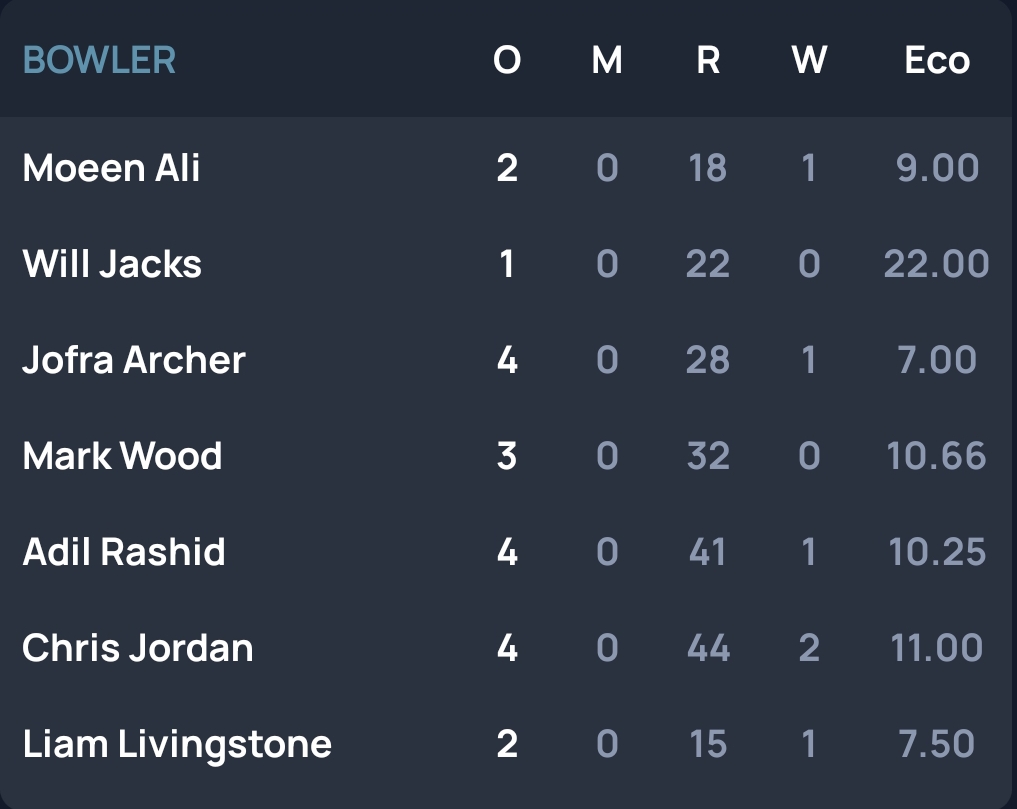 BOWLER O M R W Eco
Moeen Ali 2 0 18 1 9.00
Will Jacks 1 0 22 0 22.00
Jofra Archer 4 0 28 1 7.00
Mark Wood 3 0 32 0 10.66
Adil Rashid 4 0 41 1 10.25
Chris Jordan 4 0 44 2 11.00
Liam Livingstone 2 0 15 1 7.50